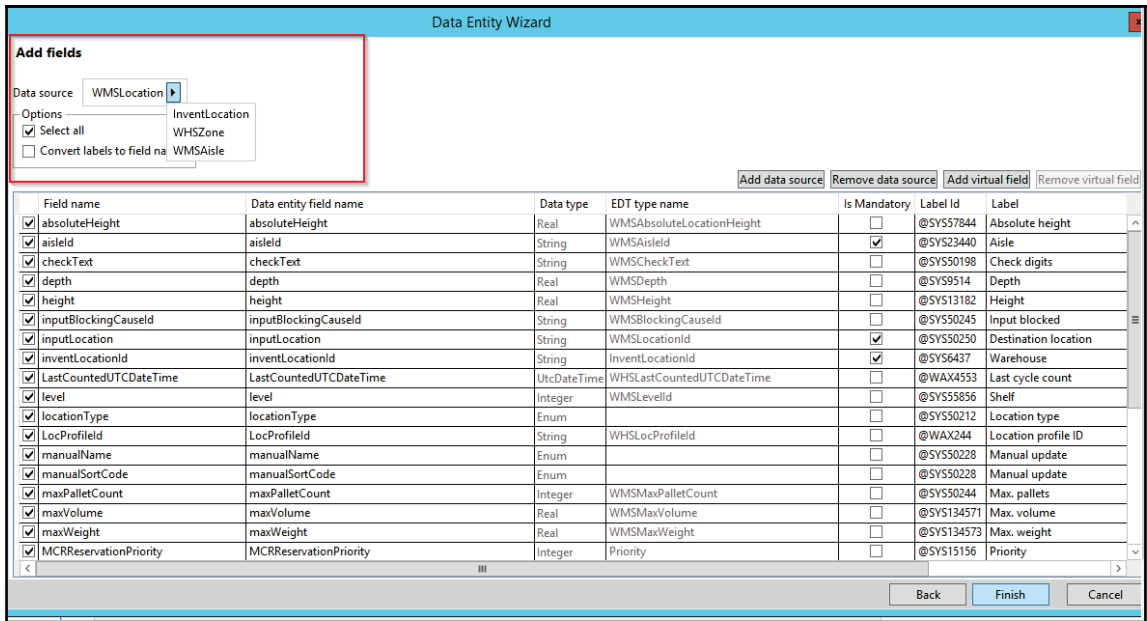 Data Entity Wizard
x
Add fields
Data source WMSLocation
Options
InventLocation
Select all
WHSZone
Convert labels to field na
WMSAisle
Add data source Remove data source Add virtual field Remove virtual field
Field name Data entity field name Data type EDT type name Is Mandatory Label Id Label
absoluteHeight absoluteHeight Real WMSAbsoluteLocationHeight @SYS57844 Absolute height
aisleId aisleId String WMSAisleId @SYS23440 Aisle
checkText checkText String WMSCheckText @SYS50198 Check digits
depth depth Real WMSDepth @SYS9514 Depth
height height Real WMSHeight @SYS13182 Height
inputBlockingCauseId inputBlockingCauseId String WMSBlockingCauseId @SYS50245 Input blocked
inputLocation inputLocation String WMSLocationId @SYS50250 Destination location
inventLocationId inventLocationId String InventLocationId @SYS6437 Warehouse
LastCountedUTCDateTime LastCountedUTCDateTime UtcDateTime WHSLastCountedUTCDateTime @WAX4553 Last cycle count
level level Integer WMSLevelId @SYS55856 Shelf
locationType locationType Enum @SYS50212 Location type
LocProfileId LocProfileId String WHSLocProfileId @WAX244 Location profile ID
manualName manualName Enum @SYS50228 Manual update
manualSortCode manualSortCode Enum @SYS50228 Manual update
maxPalletCount maxPalletCount Integer WMSMaxPalletCount @SYS50244 Max. pallets
maxVolume maxVolume Real WMSMaxVolume @SYS134571 Max. volume
maxWeight maxWeight Real WMSMaxWeight @SYS134573 Max. weight
MCRReservationPriority MCRReservationPriority Integer Priority @SYS15156 Priority
Back Finish Cancel